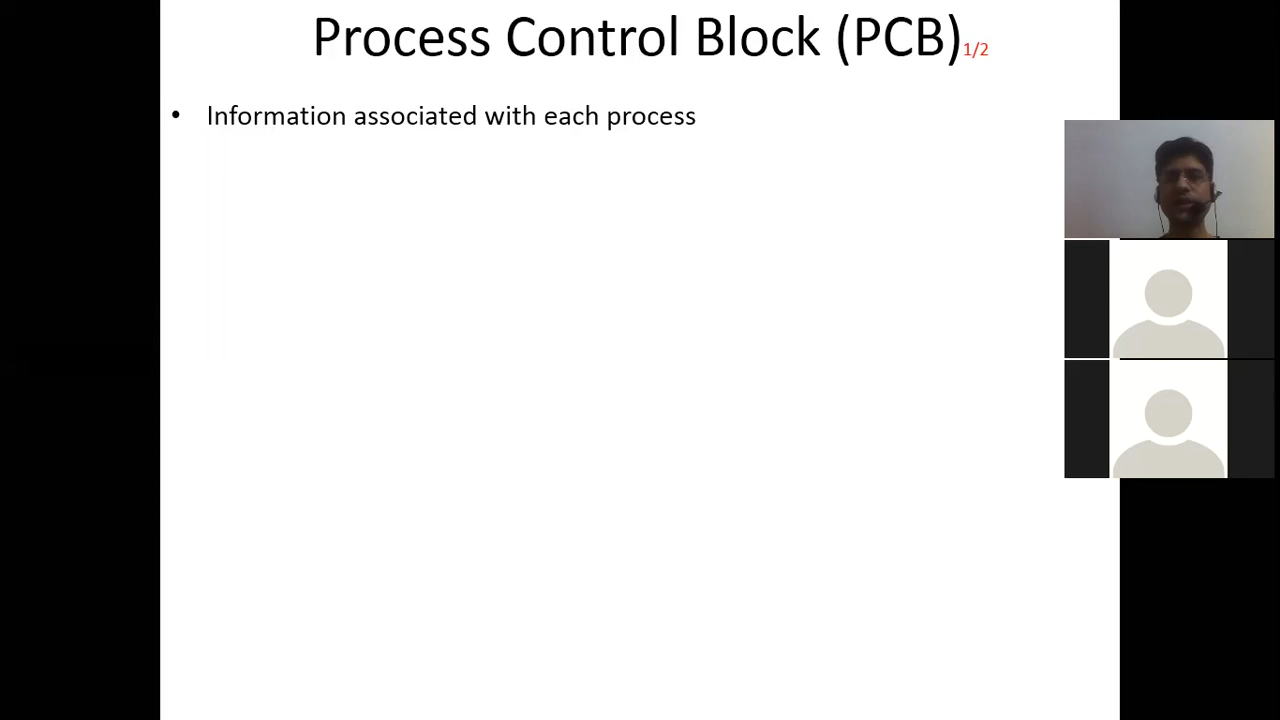 Process Control Block (PCB)1/2
• Information associated with each process